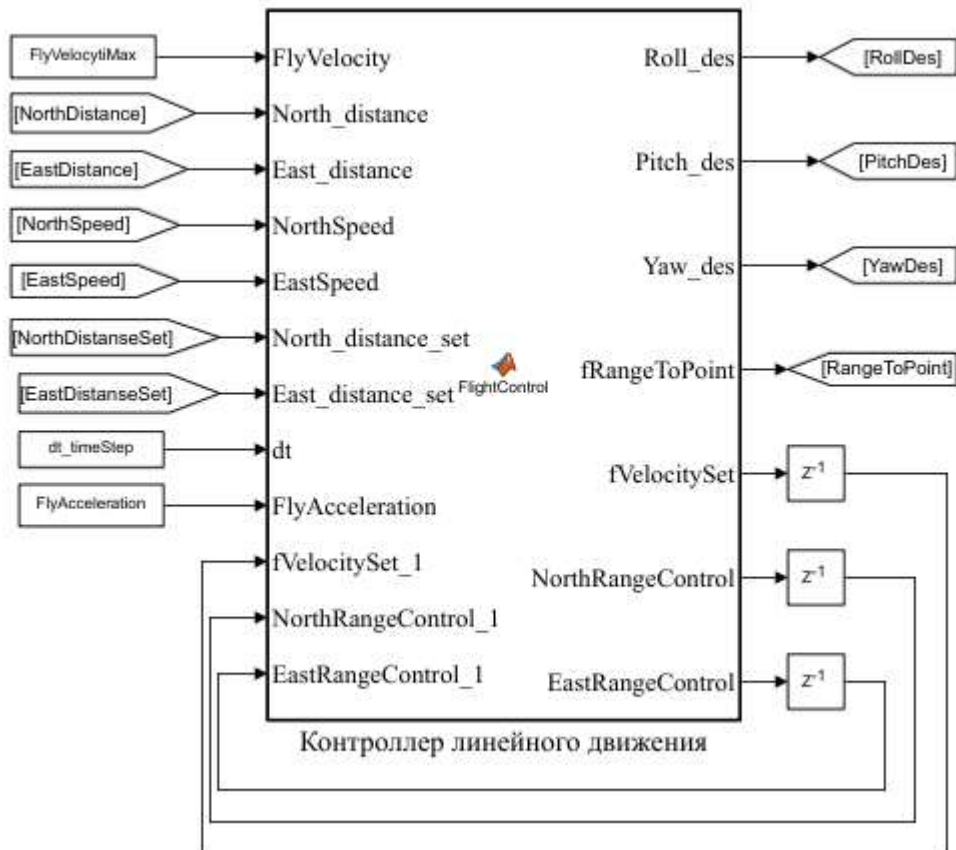 FlyVelocytiMax
FlyVelocity
Roll_des
[RollDes]
[NorthDistance]
North_distance
[EastDistance]
East_distance
Pitch_des
[PitchDes]
[NorthSpeed]
NorthSpeed
[EastSpeed]
EastSpeed
Yaw_des
[YawDes]
[NorthDistanseSet]
North_distance_set
FlightControl
fRangeToPoint
[RangeToPoint]
[EastDistanseSet]
East_distance_set
dt_timeStep
dt
fVelocitySet
Z⁻¹
FlyAcceleration
FlyAcceleration
fVelocitySet_1
NorthRangeControl
Z⁻¹
NorthRangeControl_1
EastRangeControl_1
EastRangeControl
Z⁻¹
Контроллер линейного движения